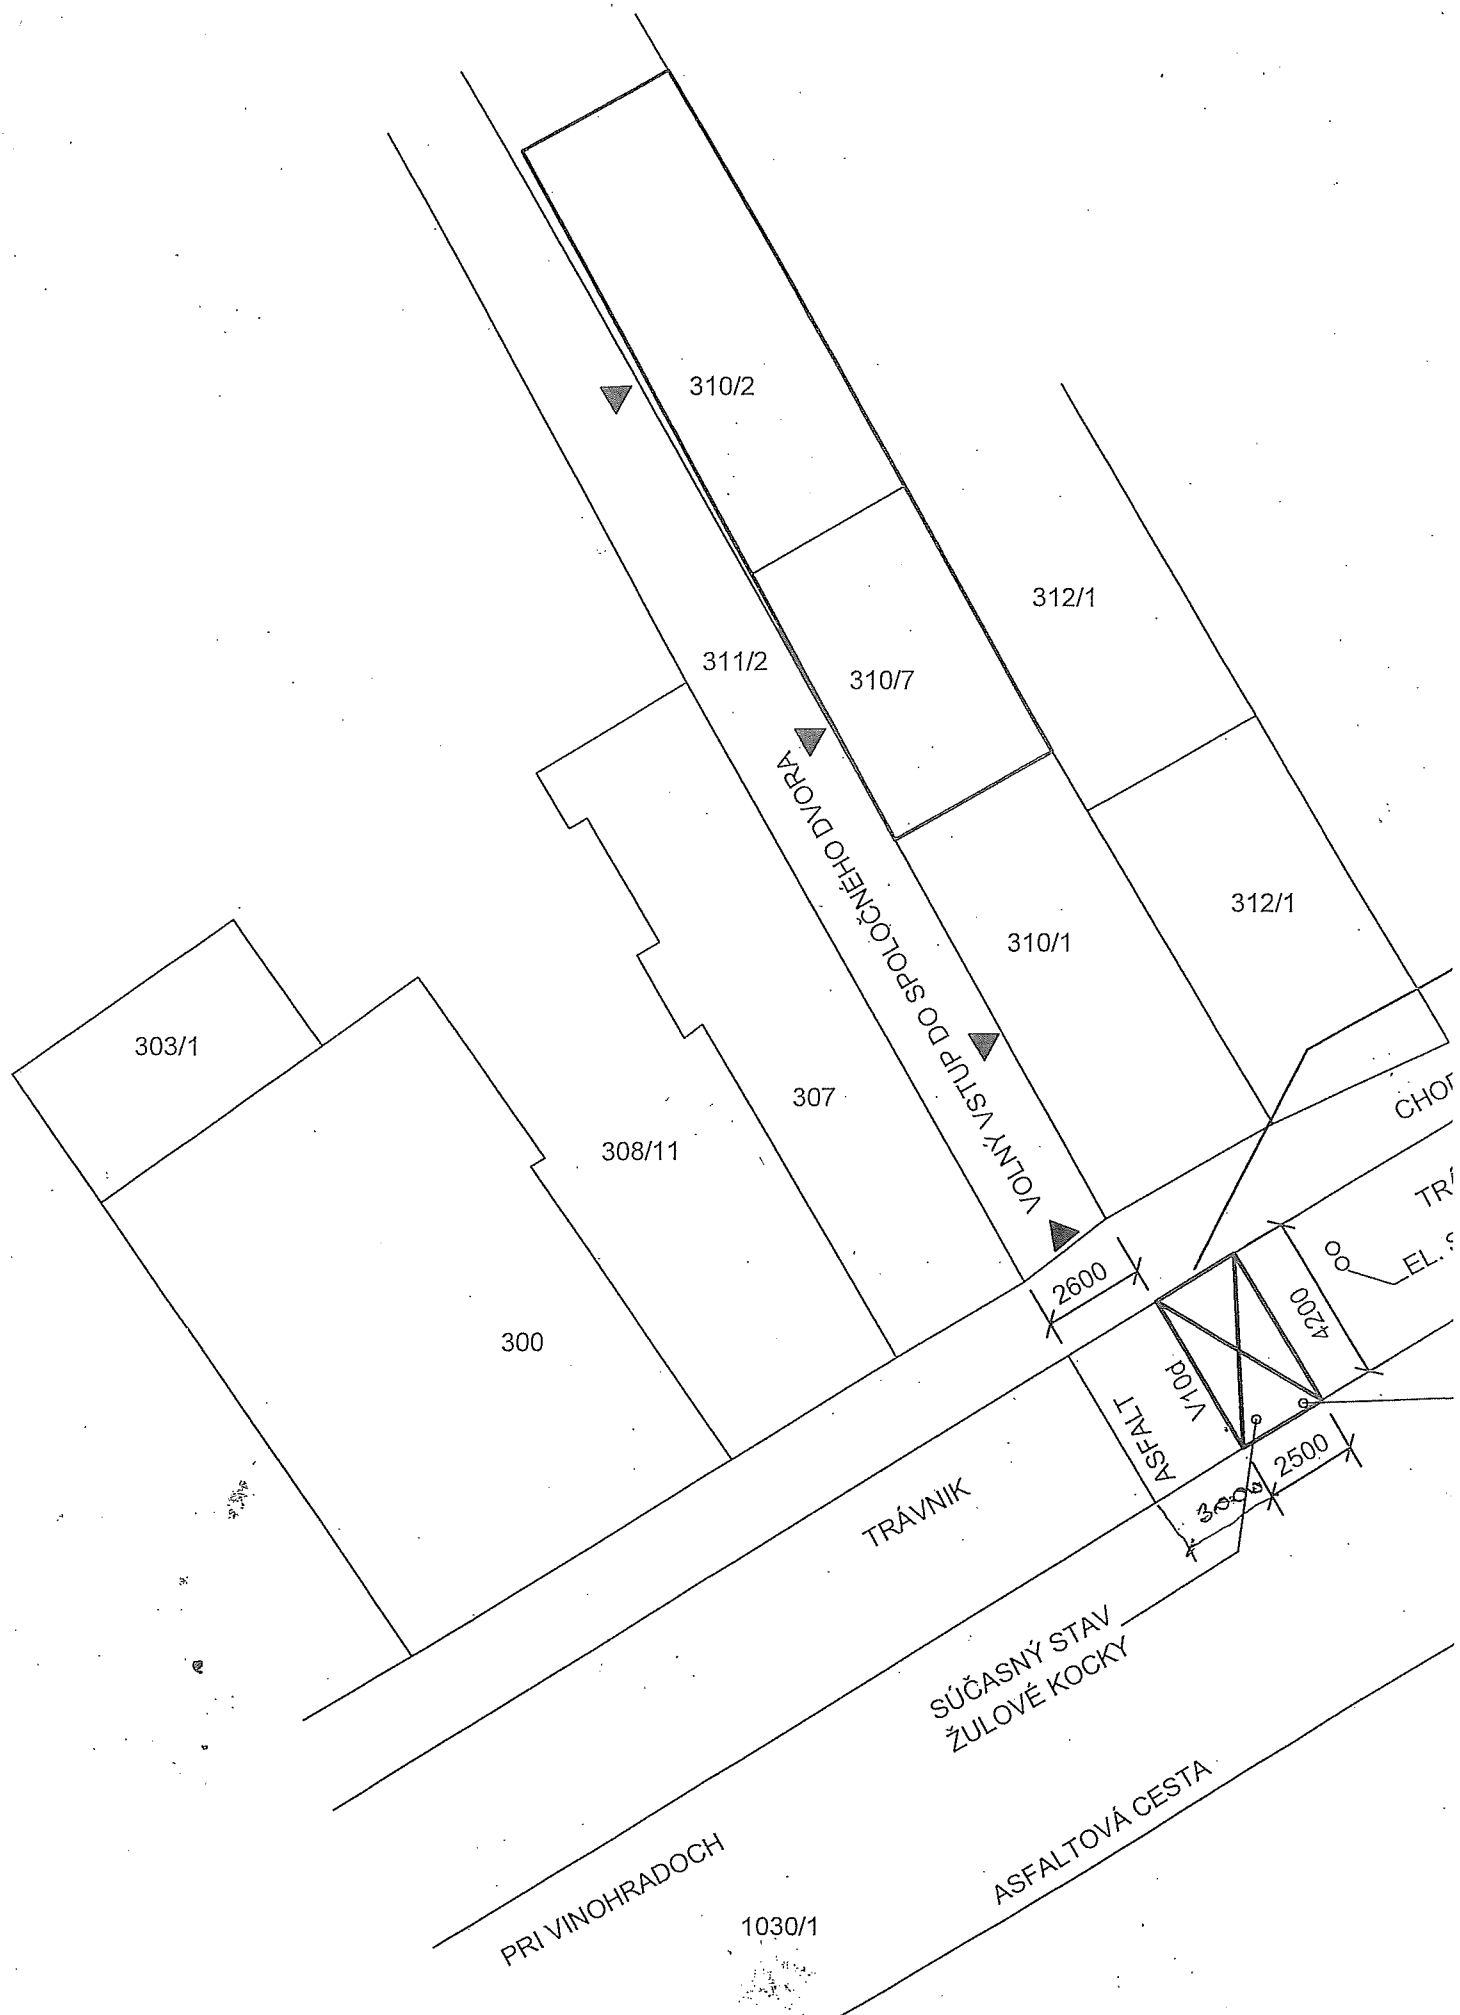 310/2
312/1
311/2
310/7
VOLNÝ VSTUP DO SPOLOČNÉHO DVORA
312/1
310/1
303/1
307
308/11
CHOD
TRÁ
EL. S
2600
4200
300
V10d
ASFALT
2500
3000
TRÁVNIK
SÚČASNÝ STAV
ŽULOVÉ KOCKY
ASFALTOVÁ CESTA
PRI VINOHRADOCH
1030/1